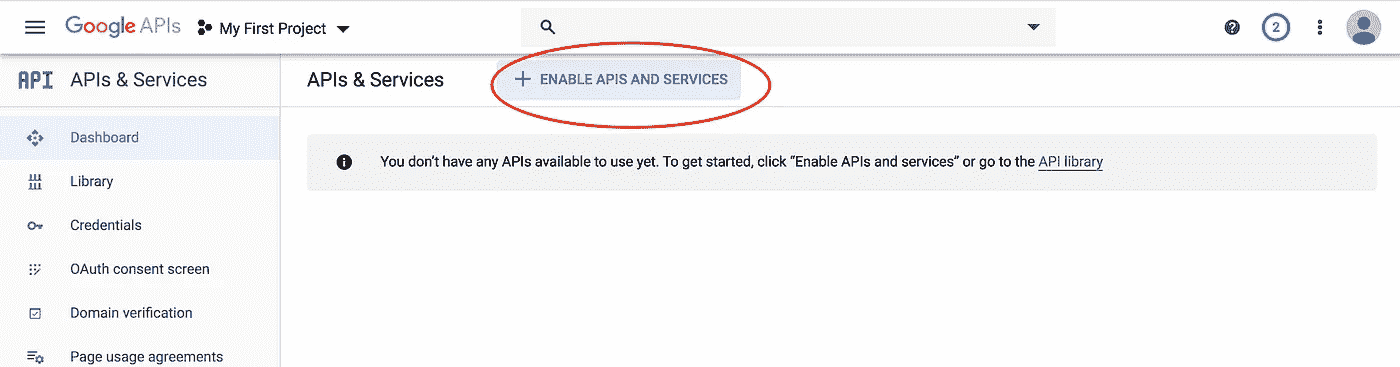 Google APIs My First Project 2
API APIs & Services
APIs & Services + ENABLE APIS AND SERVICES
Dashboard
You don't have any APIs available to use yet. To get started, click “Enable APIs and services” or go to the API library
Library
Credentials
OAuth consent screen
Domain verification
Page usage agreements